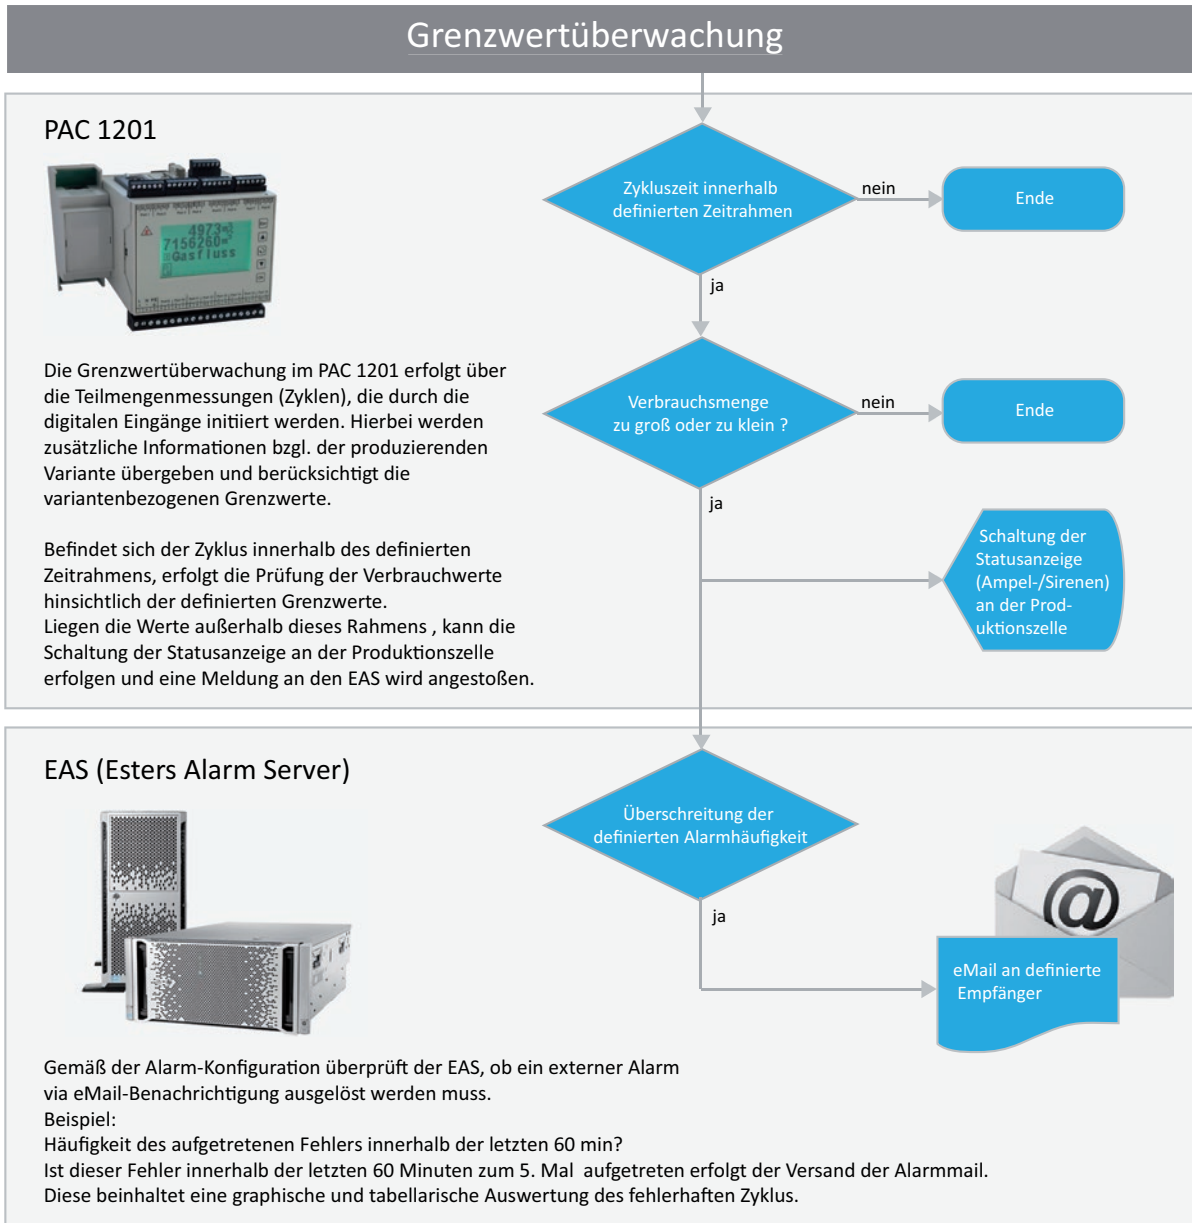 Grenzwertüberwachung
PAC 1201
4973
7156260
Gasfluss
Zykluszeit innerhalb
definierten Zeitrahmen
nein
Ende
ja
Die Grenzwertüberwachung im PAC 1201 erfolgt über
die Teilmengenmessungen (Zyklen), die durch die
digitalen Eingänge initiiert werden. Hierbei werden
zusätzliche Informationen bzgl. der produzierenden
Variante übergeben und berücksichtigt die
variantenbezogenen Grenzwerte.
Verbrauchsmenge
zu groß oder zu klein ?
nein
Ende
ja
Befindet sich der Zyklus innerhalb des definierten
Zeitrahmens, erfolgt die Prüfung der Verbrauchwerte
hinsichtlich der definierten Grenzwerte.
Liegen die Werte außerhalb dieses Rahmens , kann die
Schaltung der Statusanzeige an der Produktionszelle
erfolgen und eine Meldung an den EAS wird angestoßen.
Schaltung der
Statusanzeige
(Ampel-/Sirenen)
an der Prod-
uktionszelle
EAS (Esters Alarm Server)
Überschreitung der
definierten Alarmhäufigkeit
ja
@
eMail an definierte
Empfänger
Gemäß der Alarm-Konfiguration überprüft der EAS, ob ein externer Alarm
via eMail-Benachrichtigung ausgelöst werden muss.
Beispiel:
Häufigkeit des aufgetretenen Fehlers innerhalb der letzten 60 min?
Ist dieser Fehler innerhalb der letzten 60 Minuten zum 5. Mal aufgetreten erfolgt der Versand der Alarmmail.
Diese beinhaltet eine graphische und tabellarische Auswertung des fehlerhaften Zyklus.